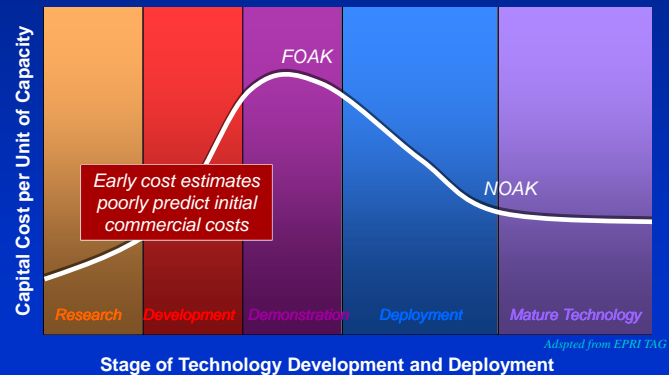 Capital Cost per Unit of Capacity
FOAK
Early cost estimates
poorly predict initial
commercial costs
NOAK
Research
Development
Demonstration
Deployment
Mature Technology
Adspted from EPRI TAG
Stage of Technology Development and Deployment